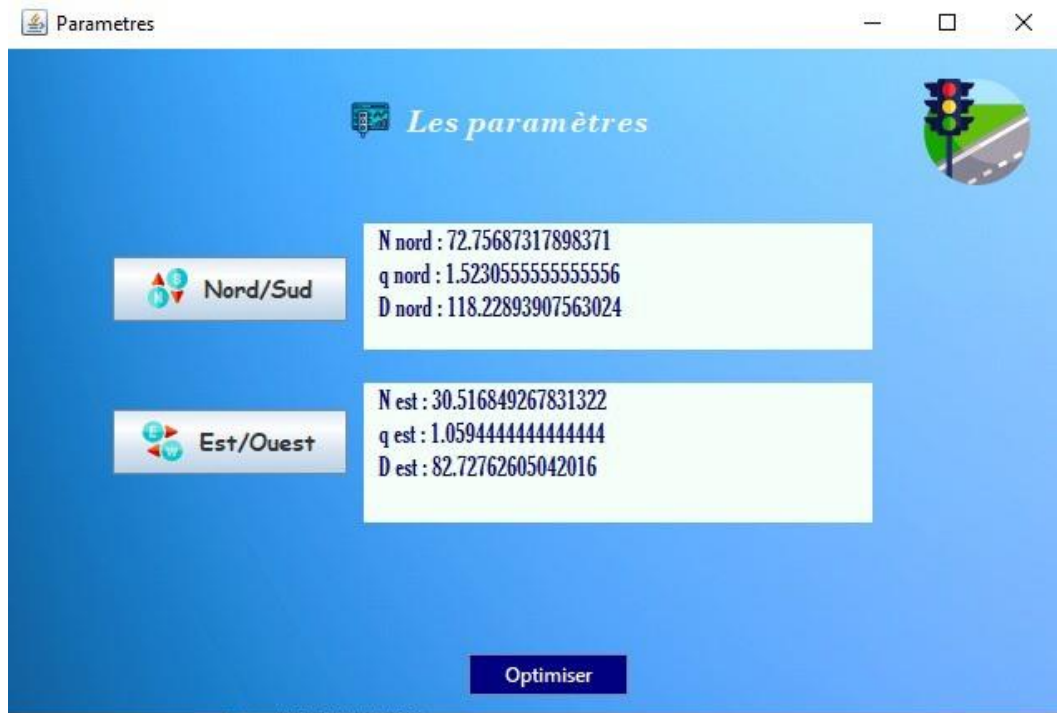 Parametres
Les paramètres
Nord/Sud
N nord : 72.75687317898371
q nord : 1.5230555555555556
D nord : 118.22893907563024
Est/Ouest
N est : 30.516849267831322
q est : 1.0594444444444444
D est : 82.72762605042016
Optimiser